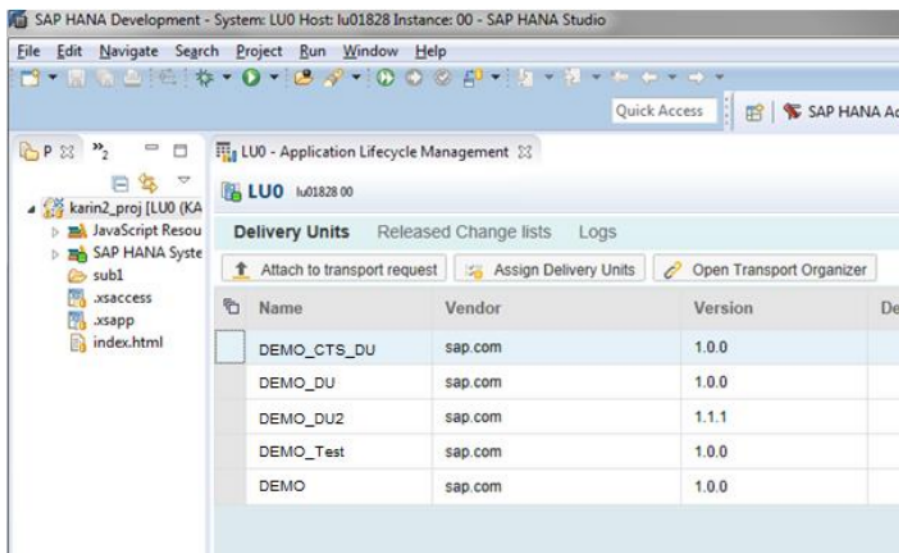 SAP HANA Development - System: LU0 Host: lu01828 Instance: 00 - SAP HANA Studio
File Edit Navigate Search Project Run Window Help
Quick Access SAP HANA Ad
P »2 LU0 - Application Lifecycle Management
LU0 lu01828 00
karin2_proj [LU0 (KA
JavaScript Resou
SAP HANA Syste
sub1
.xsaccess
.xsapp
index.html
Delivery Units Released Change lists Logs
Attach to transport request Assign Delivery Units Open Transport Organizer
Name Vendor Version De
DEMO_CTS_DU sap.com 1.0.0
DEMO_DU sap.com 1.0.0
DEMO_DU2 sap.com 1.1.1
DEMO_Test sap.com 1.0.0
DEMO sap.com 1.0.0